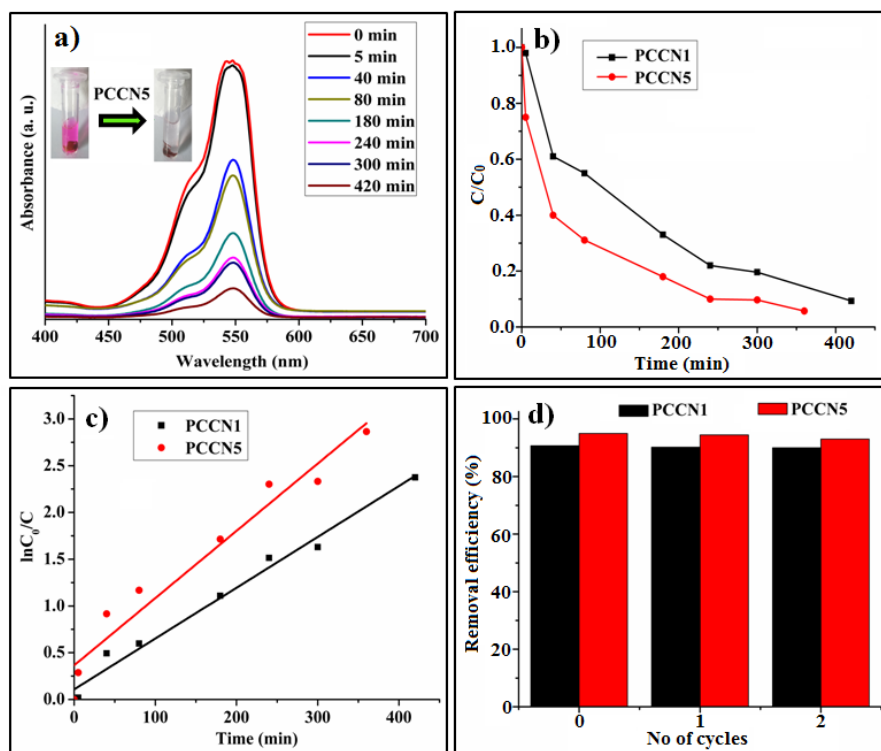 a)
0 min
5 min
40 min
80 min
180 min
240 min
300 min
420 min
PCCN5
Absorbance (a. u.)
400 450 500 550 600 650 700
Wavelength (nm)
b)
PCCN1
PCCN5
C/C0
1.0
0.8
0.6
0.4
0.2
0.0
0 100 200 300 400
Time (min)
c)
PCCN1
PCCN5
lnC0/C
3.0
2.5
2.0
1.5
1.0
0.5
0.0
0 100 200 300 400
Time (min)
d)
PCCN1 PCCN5
Removal efficiency (%)
100
80
60
40
20
0
0 1 2
No of cycles